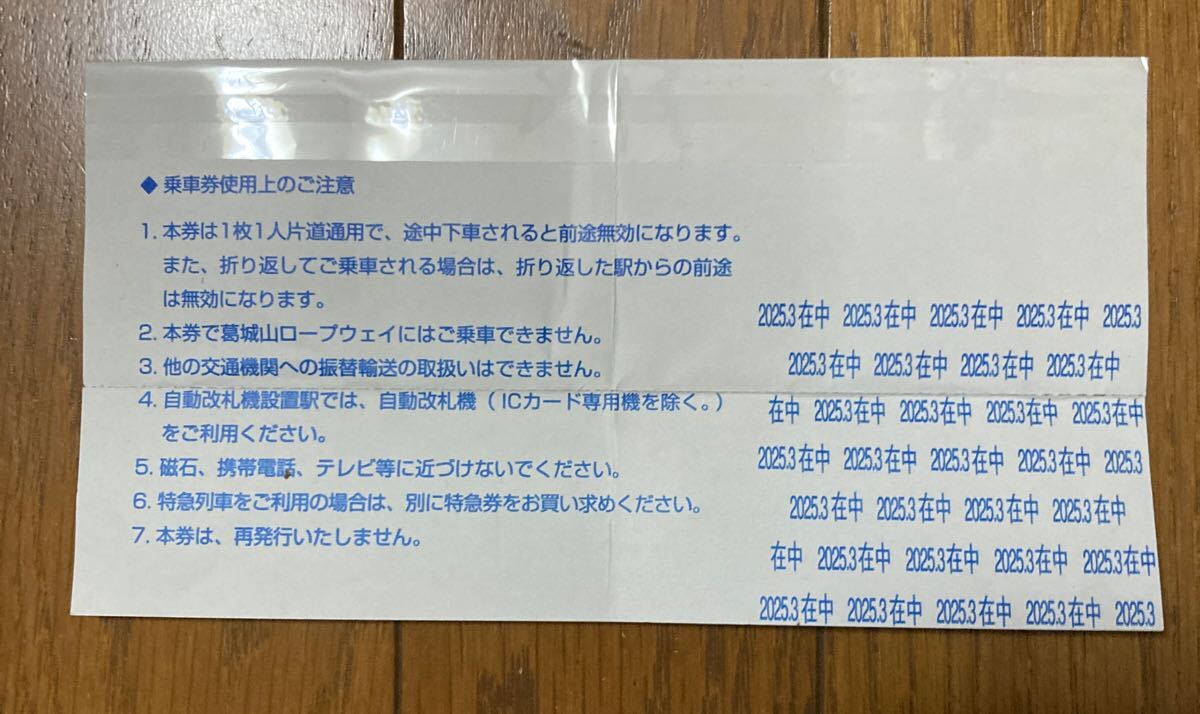 ◆ 乗車券使用上のご注意
1. 本券は1枚1人片道通用で、途中下車されると前途無効になります。
また、折り返してご乗車される場合は、折り返した駅からの前途
は無効になります。
2. 本券で葛城山ロープウェイにはご乗車できません。
3. 他の交通機関への振替輸送の取扱いはできません。
4. 自動改札機設置駅では、自動改札機（ICカード専用機を除く。）
をご利用ください。
5. 磁石、携帯電話、テレビ等に近づけないでください。
6. 特急列車をご利用の場合は、別に特急券をお買い求めください。
7. 本券は、再発行いたしません。
2025.3在中 2025.3在中 2025.3在中 2025.3在中 2025.3
2025.3在中 2025.3在中 2025.3在中 2025.3在中
在中 2025.3在中 2025.3在中 2025.3在中 2025.3在中
2025.3在中 2025.3在中 2025.3在中 2025.3在中 2025.3
2025.3在中 2025.3在中 2025.3在中 2025.3在中
在中 2025.3在中 2025.3在中 2025.3在中 2025.3在中
2025.3在中 2025.3在中 2025.3在中 2025.3在中 2025.3